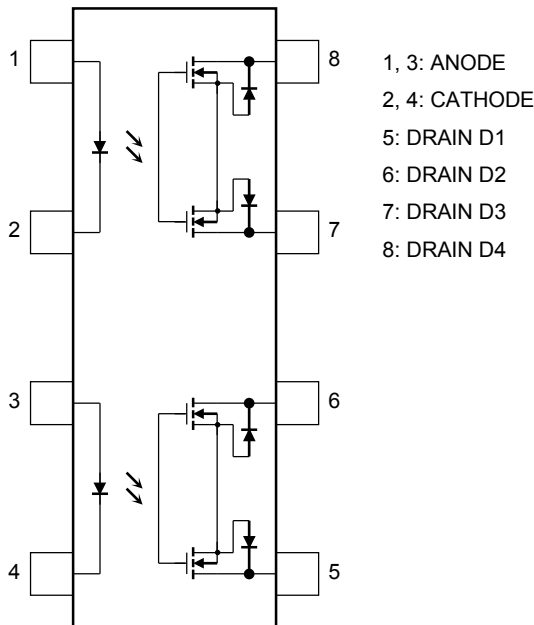 1
2
3
4
8
7
6
5
1, 3: ANODE
2, 4: CATHODE
5: DRAIN D1
6: DRAIN D2
7: DRAIN D3
8: DRAIN D4